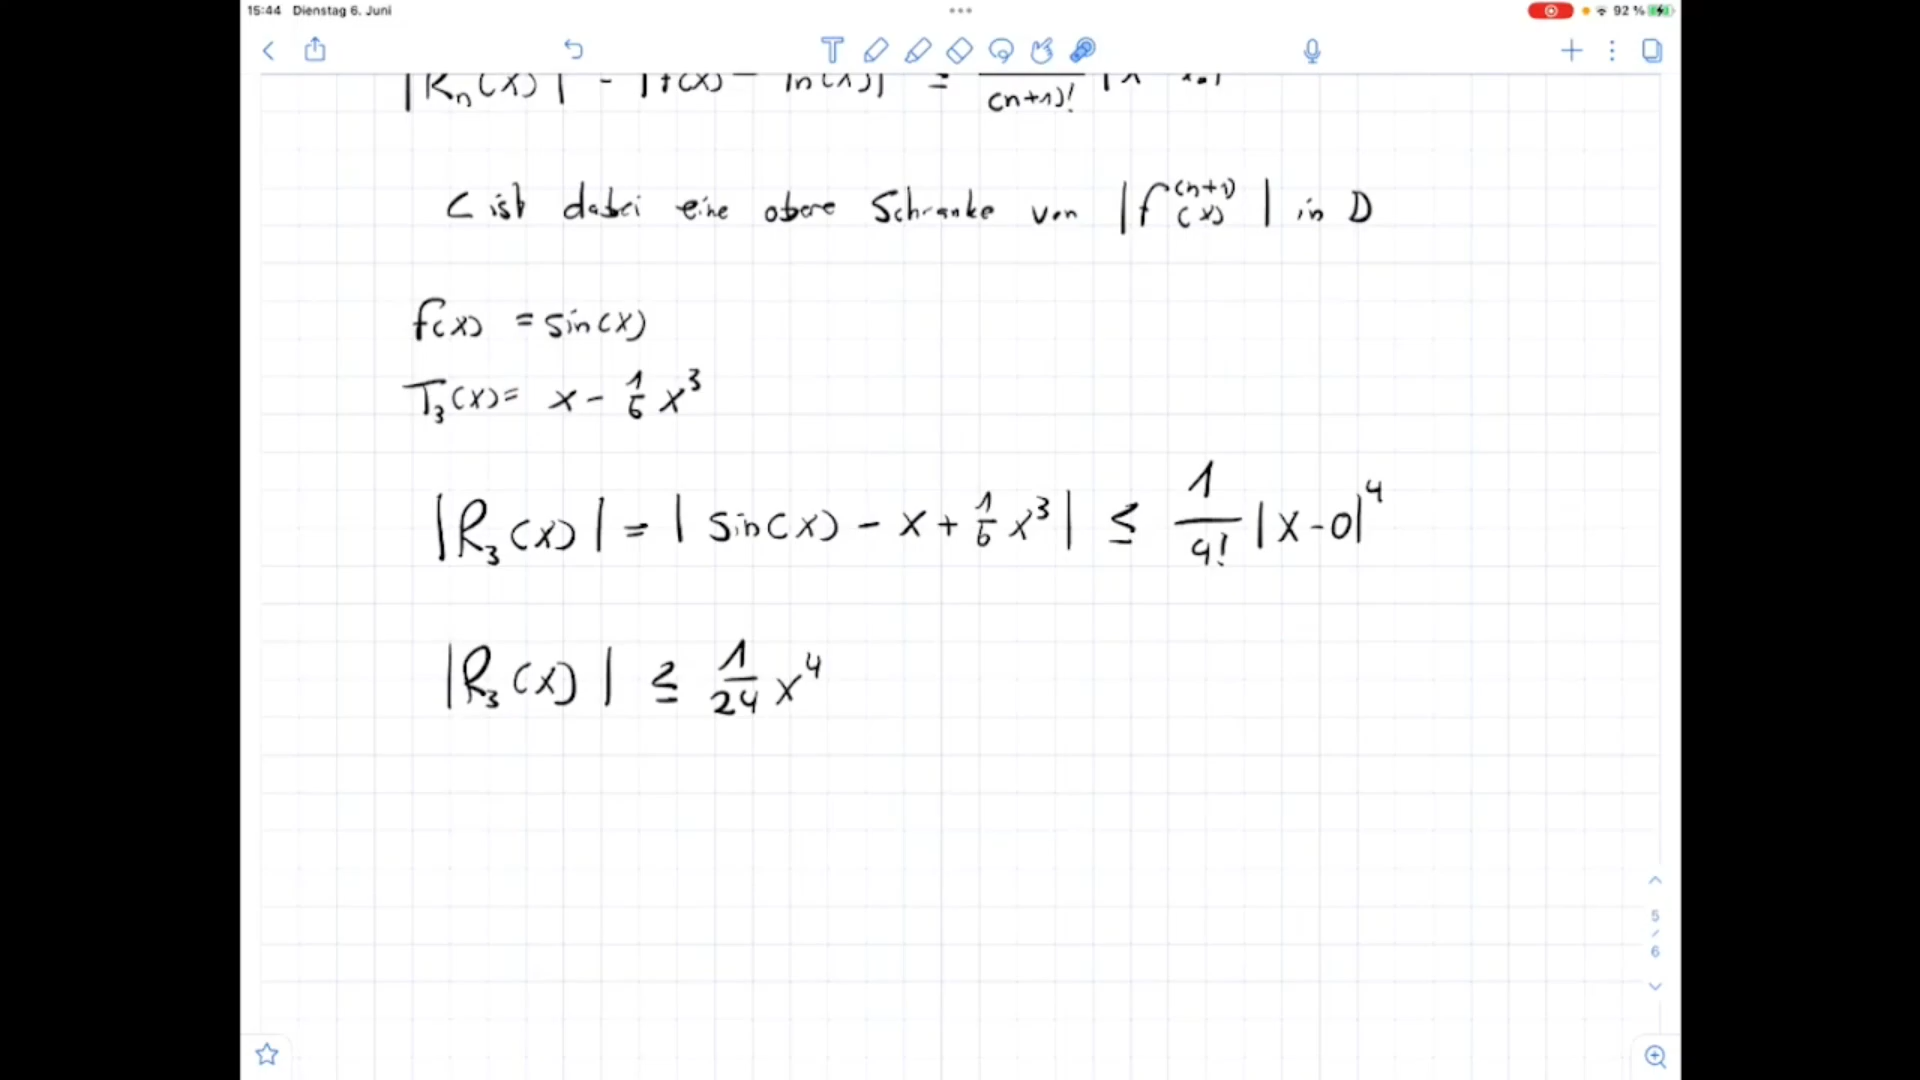 15:44 Dienstag 6. Juni 92 %
|Rn(x)| = |f(x) - Tn(x)| ≤ (n+1)! |x - x₀|
C ist dabei eine obere Schranke von |f⁽ⁿ⁺¹⁾(x)| in D
f(x) = sin(x)
T₃(x) = x - 1/6 x³
|R₃(x)| = | sin(x) - x + 1/6 x³ | ≤ 1/4! |x-0|⁴
|R₃(x)| ≤ 1/24 x⁴
5
/
6